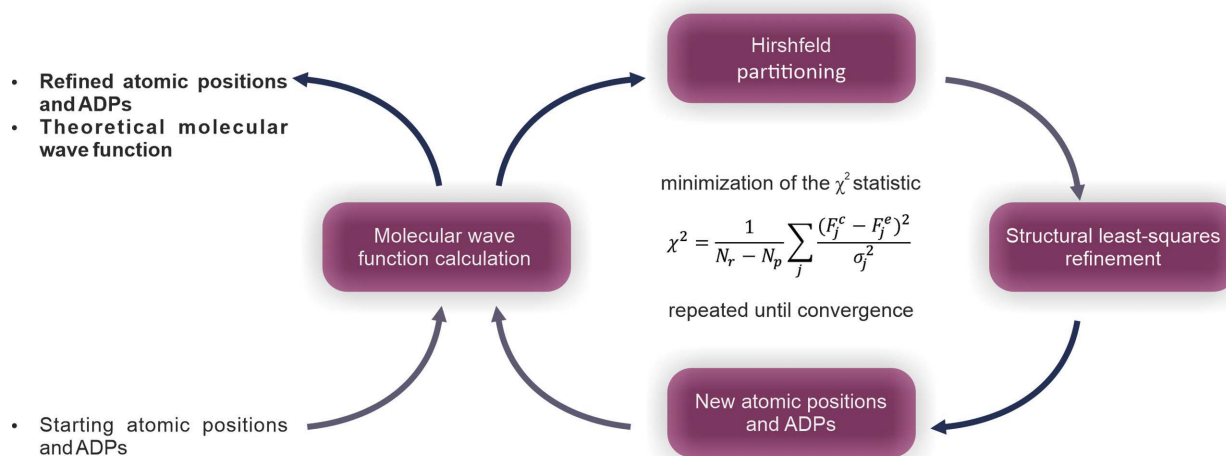 • Refined atomic positions
and ADPs
• Theoretical molecular
wave function
Hirshfeld
partitioning
minimization of the χ² statistic
χ² = 1 / (N_r − N_p) ∑_j (F_j^c − F_j^e)² / σ_j²
repeated until convergence
Molecular wave
function calculation
Structural least-squares
refinement
New atomic positions
and ADPs
• Starting atomic positions
and ADPs